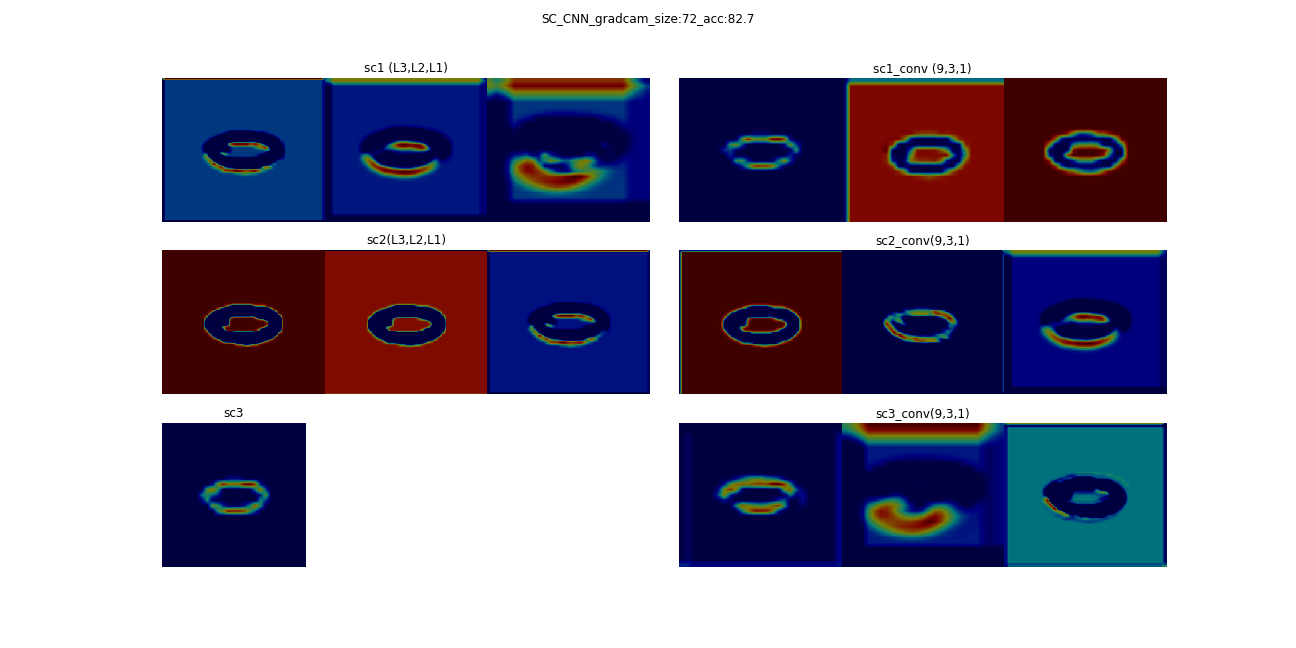 SC_CNN_gradcam_size:72_acc:82.7
sc1 (L3,L2,L1)
sc1_conv (9,3,1)
sc2(L3,L2,L1)
sc2_conv(9,3,1)
sc3
sc3_conv(9,3,1)